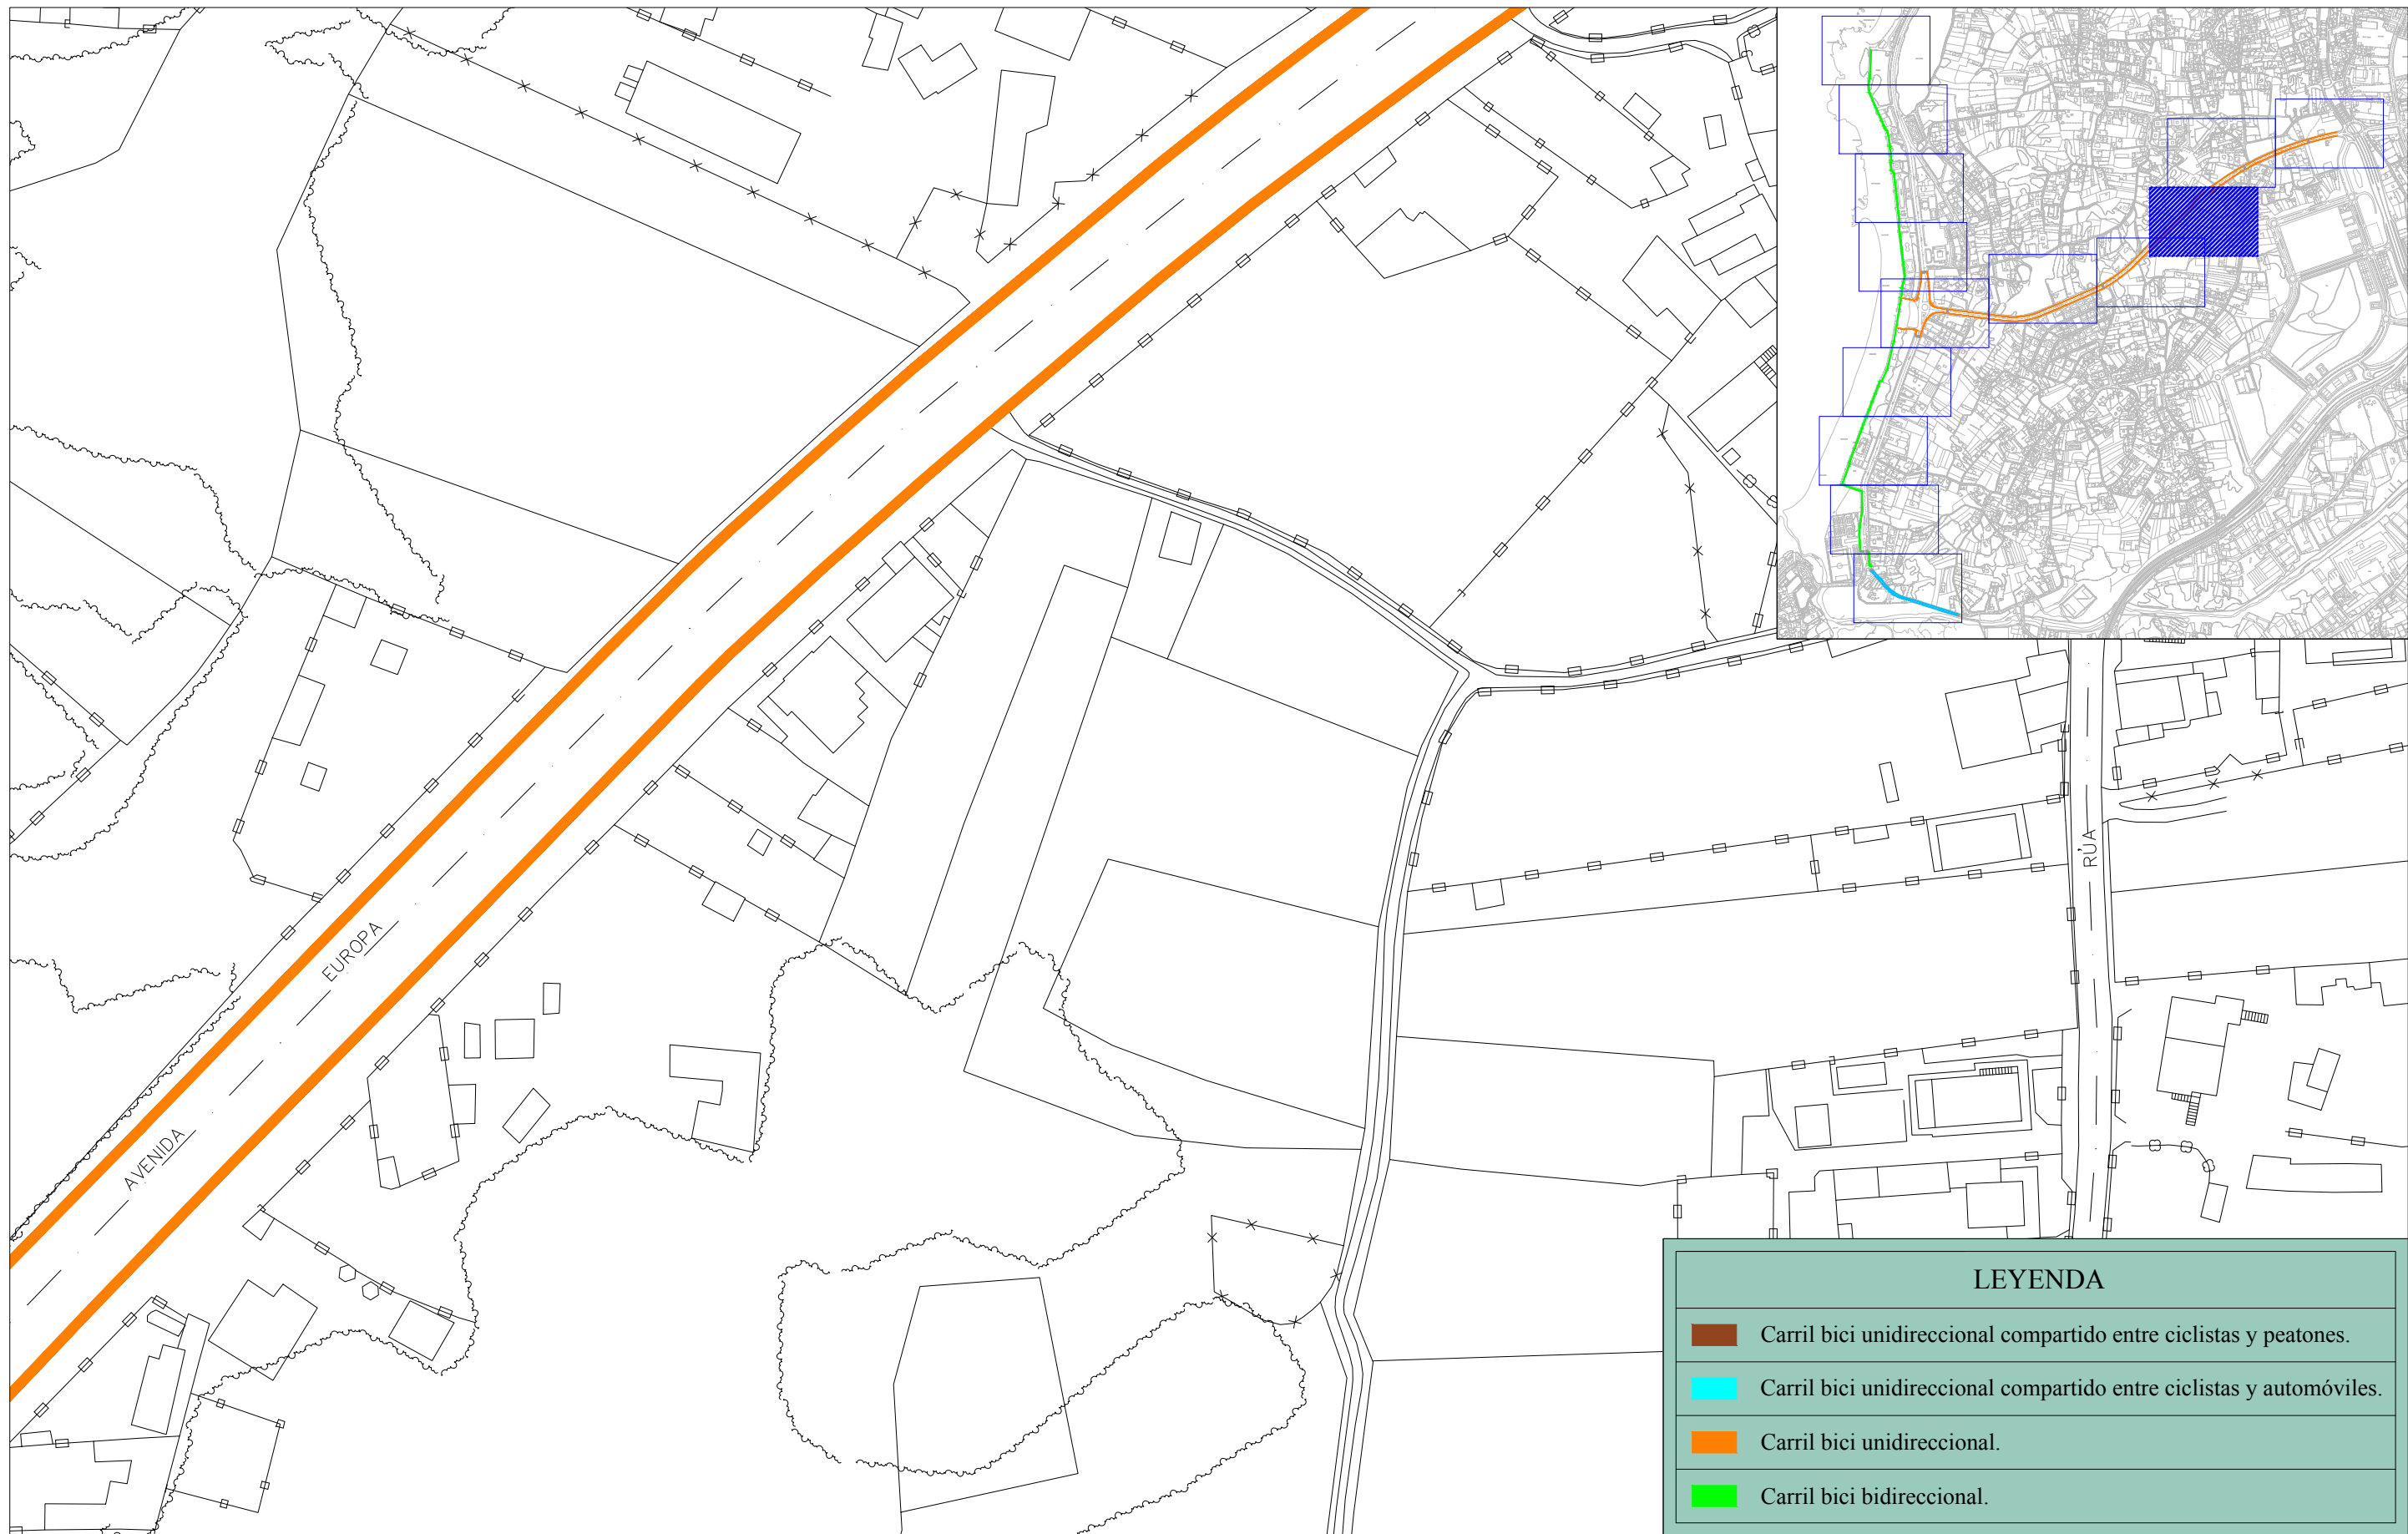 RÚA
EUROPA
AVENIDA
LEYENDA
Carril bici unidireccional compartido entre ciclistas y peatones.
Carril bici unidireccional compartido entre ciclistas y automóviles.
Carril bici unidireccional.
Carril bici bidireccional.